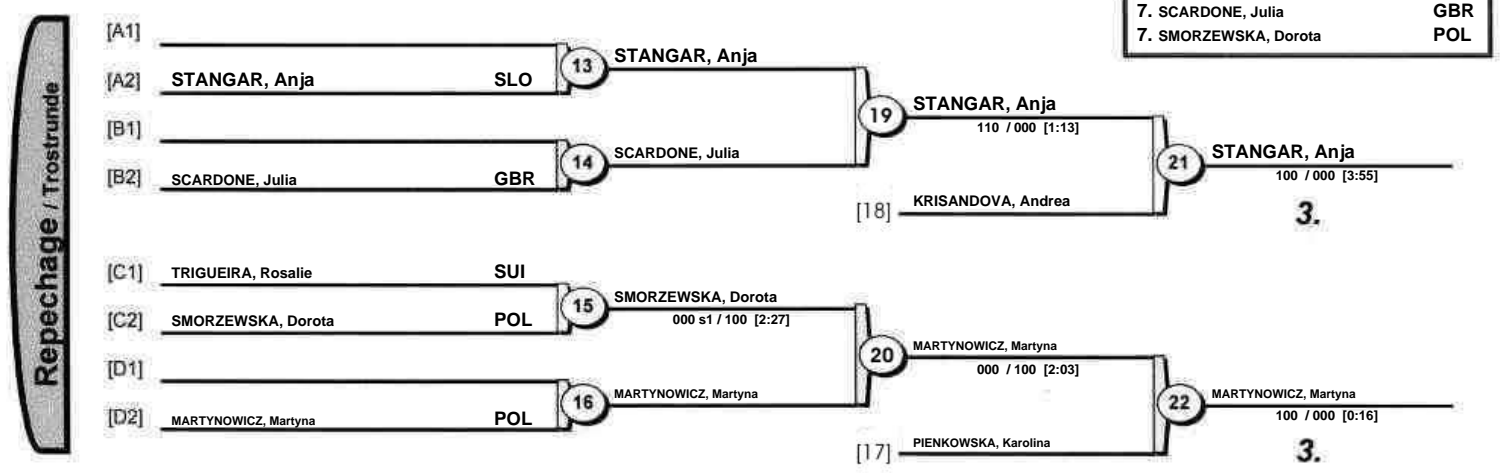 7. SCARDONE, Julia GBR
7. SMORZEWSKA, Dorota POL
Repechage / Trostrunde
[A1]
[A2] STANGAR, Anja SLO
13 STANGAR, Anja
[B1]
[B2] SCARDONE, Julia GBR
14 SCARDONE, Julia
19 STANGAR, Anja
110 / 000 [1:13]
[18] KRISANDOVA, Andrea
21 STANGAR, Anja
100 / 000 [3:55]
3.
[C1] TRIGUEIRA, Rosalie SUI
[C2] SMORZEWSKA, Dorota POL
15 SMORZEWSKA, Dorota
000 s1 / 100 [2:27]
[D1]
[D2] MARTYNOWICZ, Martyna POL
16 MARTYNOWICZ, Martyna
20 MARTYNOWICZ, Martyna
000 / 100 [2:03]
[17] PIENKOWSKA, Karolina
22 MARTYNOWICZ, Martyna
100 / 000 [0:16]
3.